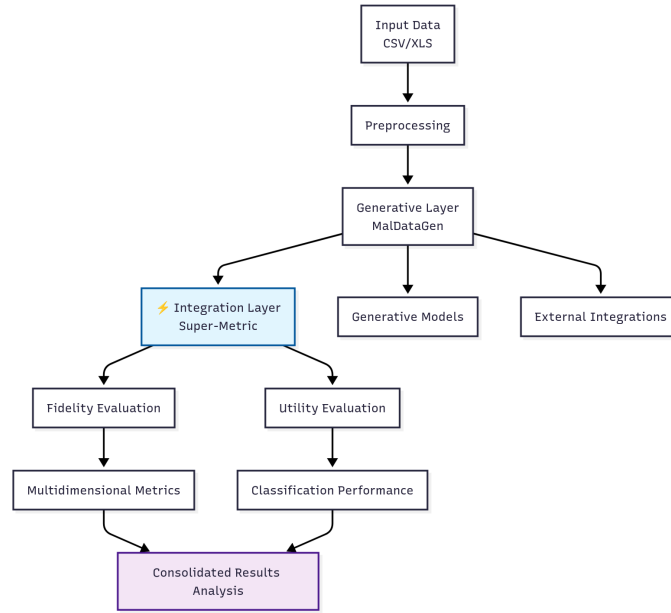 Input Data
CSV/XLS
Preprocessing
Generative Layer
MalDataGen
⚡ Integration Layer
Super-Metric
Generative Models
External Integrations
Fidelity Evaluation
Utility Evaluation
Multidimensional Metrics
Classification Performance
Consolidated Results
Analysis